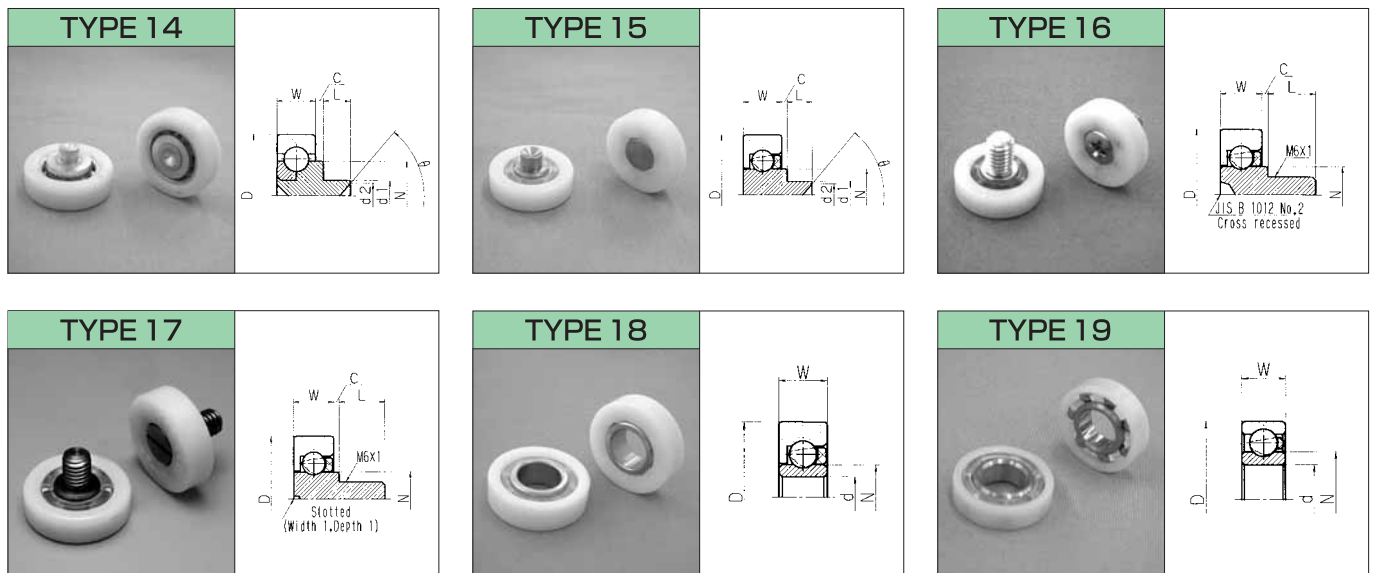 TYPE 14
C
W L
D
d2
d1
N
θ
TYPE 15
C
W L
D
d2
d1
N
θ
TYPE 16
C
W L
M6X1
D
N
JIS B 1012 No.2
Cross recessed
TYPE 17
C
W L
M6X1
D
N
Slotted
(Width 1,Depth 1)
TYPE 18
W
D
d
N
TYPE 19
W
D
d
N